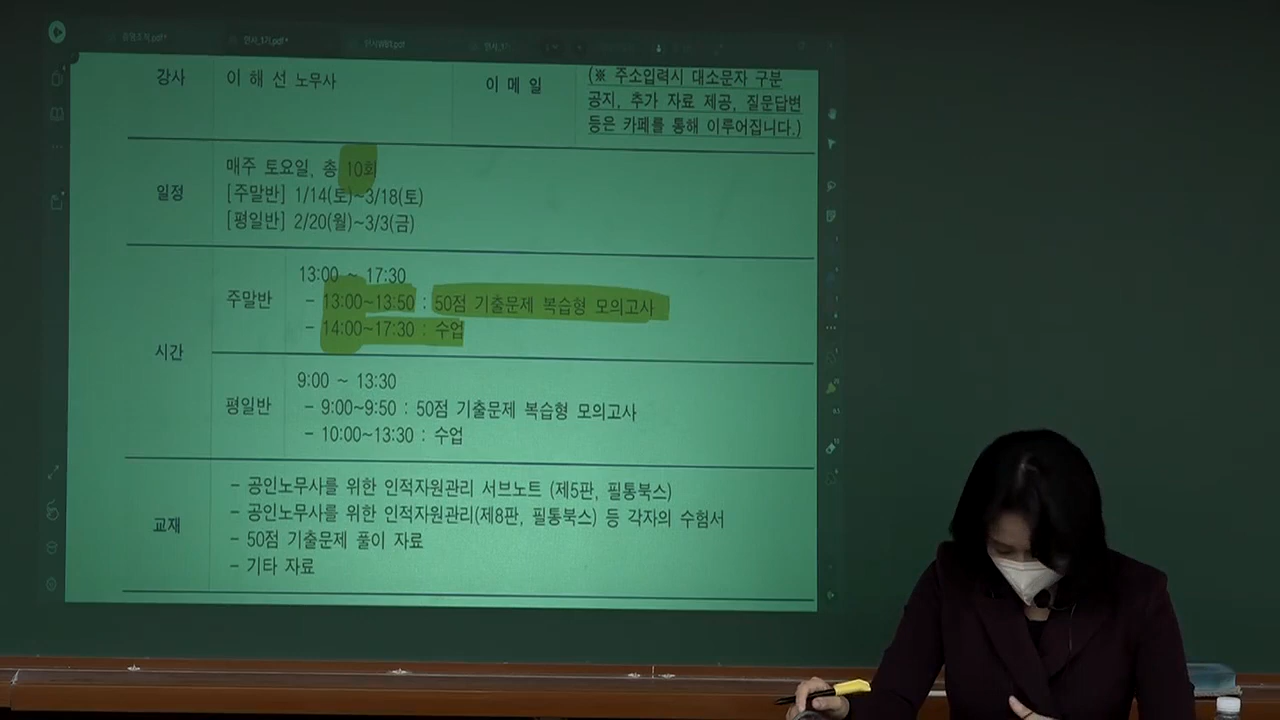 인사_1기.pdf*
강사 이 해 선 노무사 이 메 일 (※ 주소입력시 대소문자 구분
공지, 추가 자료 제공, 질문답변
등은 카페를 통해 이루어집니다.)
일정 매주 토요일, 총 10회
[주말반] 1/14(토)~3/18(토)
[평일반] 2/20(월)~3/3(금)
시간
주말반 13:00 ~ 17:30
- 13:00~13:50 : 50점 기출문제 복습형 모의고사
- 14:00~17:30 : 수업
평일반 9:00 ~ 13:30
- 9:00~9:50 : 50점 기출문제 복습형 모의고사
- 10:00~13:30 : 수업
교재 - 공인노무사를 위한 인적자원관리 서브노트 (제5판, 필통북스)
- 공인노무사를 위한 인적자원관리(제8판, 필통북스) 등 각자의 수험서
- 50점 기출문제 풀이 자료
- 기타 자료